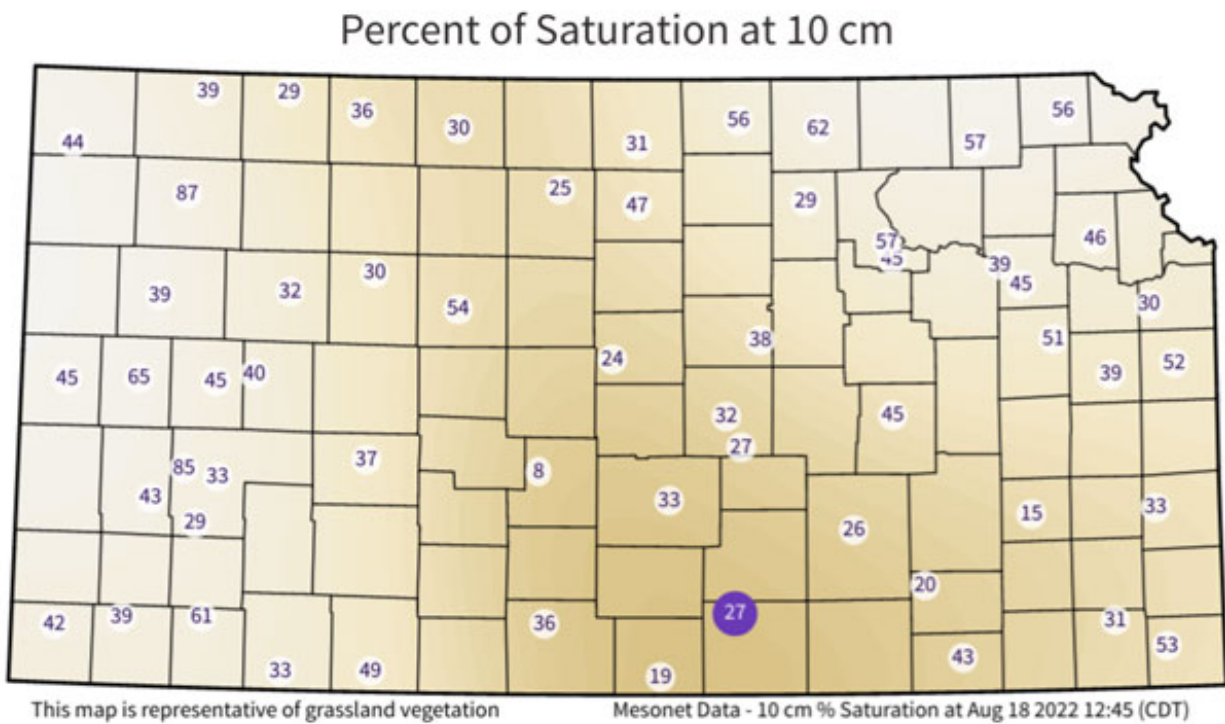 Percent of Saturation at 10 cm
39 29 36 30 31 56 62 57 56
44
87 25 47 29 57 45 46
39 32 30 54 38 39 45 30
45 65 45 40 24 51 39 52
32 45
27
85 33 37 8 33 26 15 33
43
29
20
42 39 61 36 27 31
33 49 19 43 53
This map is representative of grassland vegetation
Mesonet Data - 10 cm % Saturation at Aug 18 2022 12:45 (CDT)